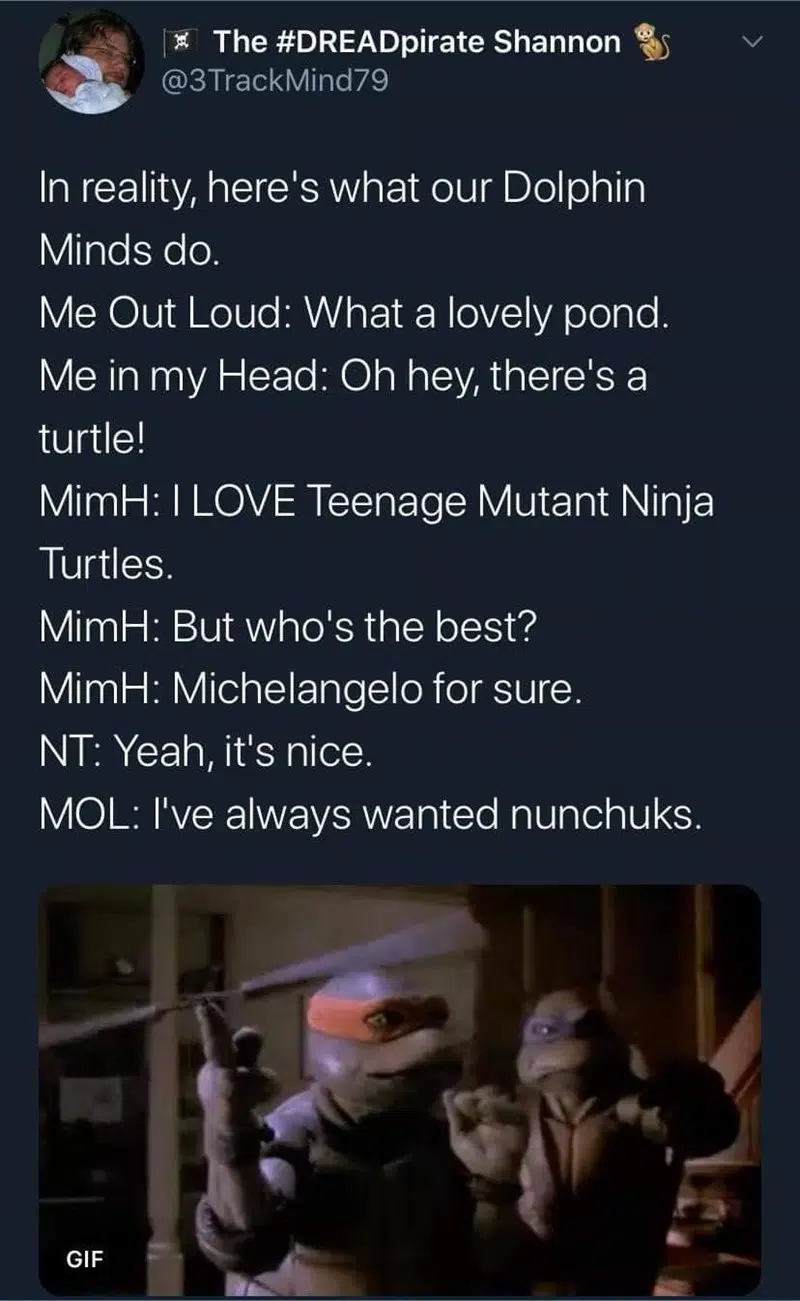 The #DREADpirate Shannon
@3TrackMind79
In reality, here's what our Dolphin
Minds do.
Me Out Loud: What a lovely pond.
Me in my Head: Oh hey, there's a
turtle!
MimH: I LOVE Teenage Mutant Ninja
Turtles.
MimH: But who's the best?
MimH: Michelangelo for sure.
NT: Yeah, it's nice.
MOL: I've always wanted nunchuks.
GIF